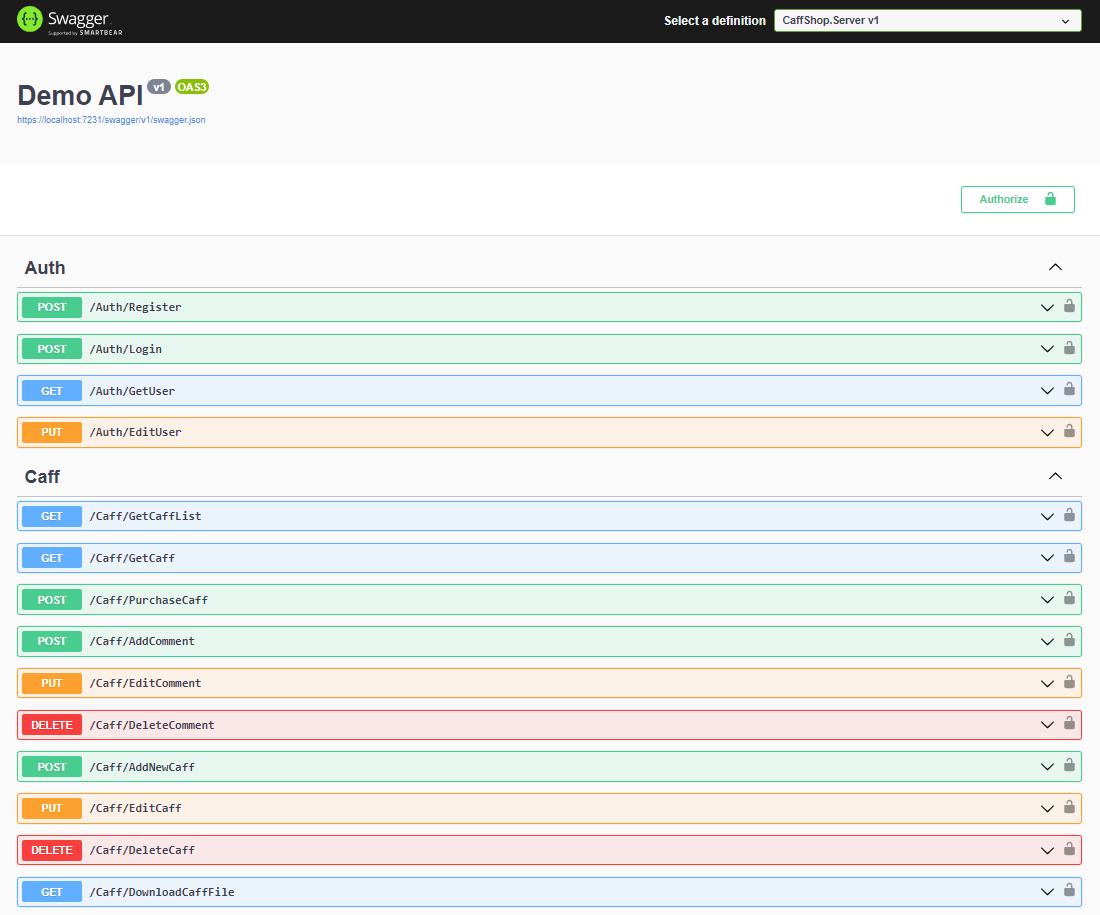 Swagger
Supported by SMARTBEAR
Select a definition
CaffShop.Server v1
Demo API v1 OAS3
https://localhost:7231/swagger/v1/swagger.json
Authorize
Auth
POST /Auth/Register
POST /Auth/Login
GET /Auth/GetUser
PUT /Auth/EditUser
Caff
GET /Caff/GetCaffList
GET /Caff/GetCaff
POST /Caff/PurchaseCaff
POST /Caff/AddComment
PUT /Caff/EditComment
DELETE /Caff/DeleteComment
POST /Caff/AddNewCaff
PUT /Caff/EditCaff
DELETE /Caff/DeleteCaff
GET /Caff/DownloadCaffFile